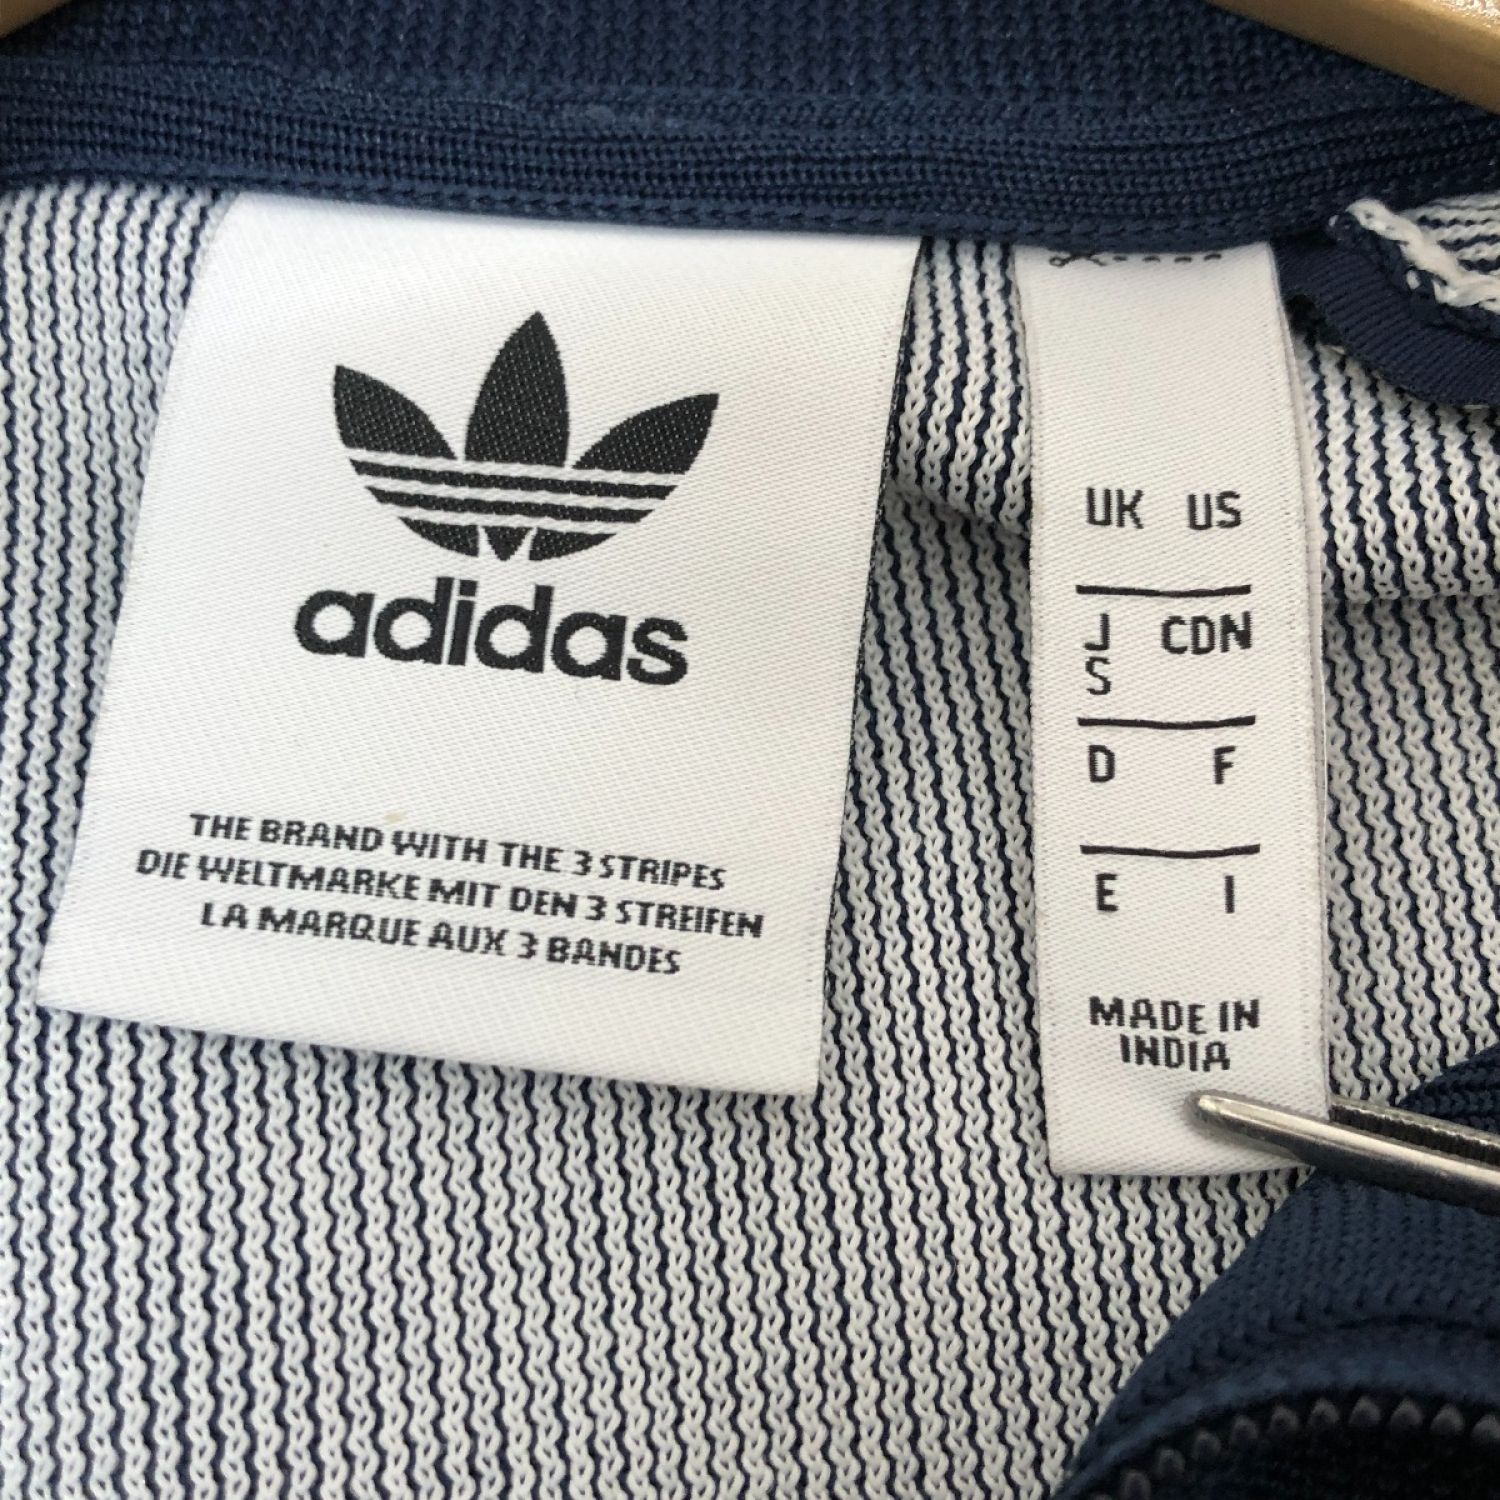 adidas
THE BRAND WITH THE 3 STRIPES
DIE WELTMARKE MIT DEN 3 STREIFEN
LA MARQUE AUX 3 BANDES
UK US
J CDN
S
D F
E I
MADE IN
INDIA